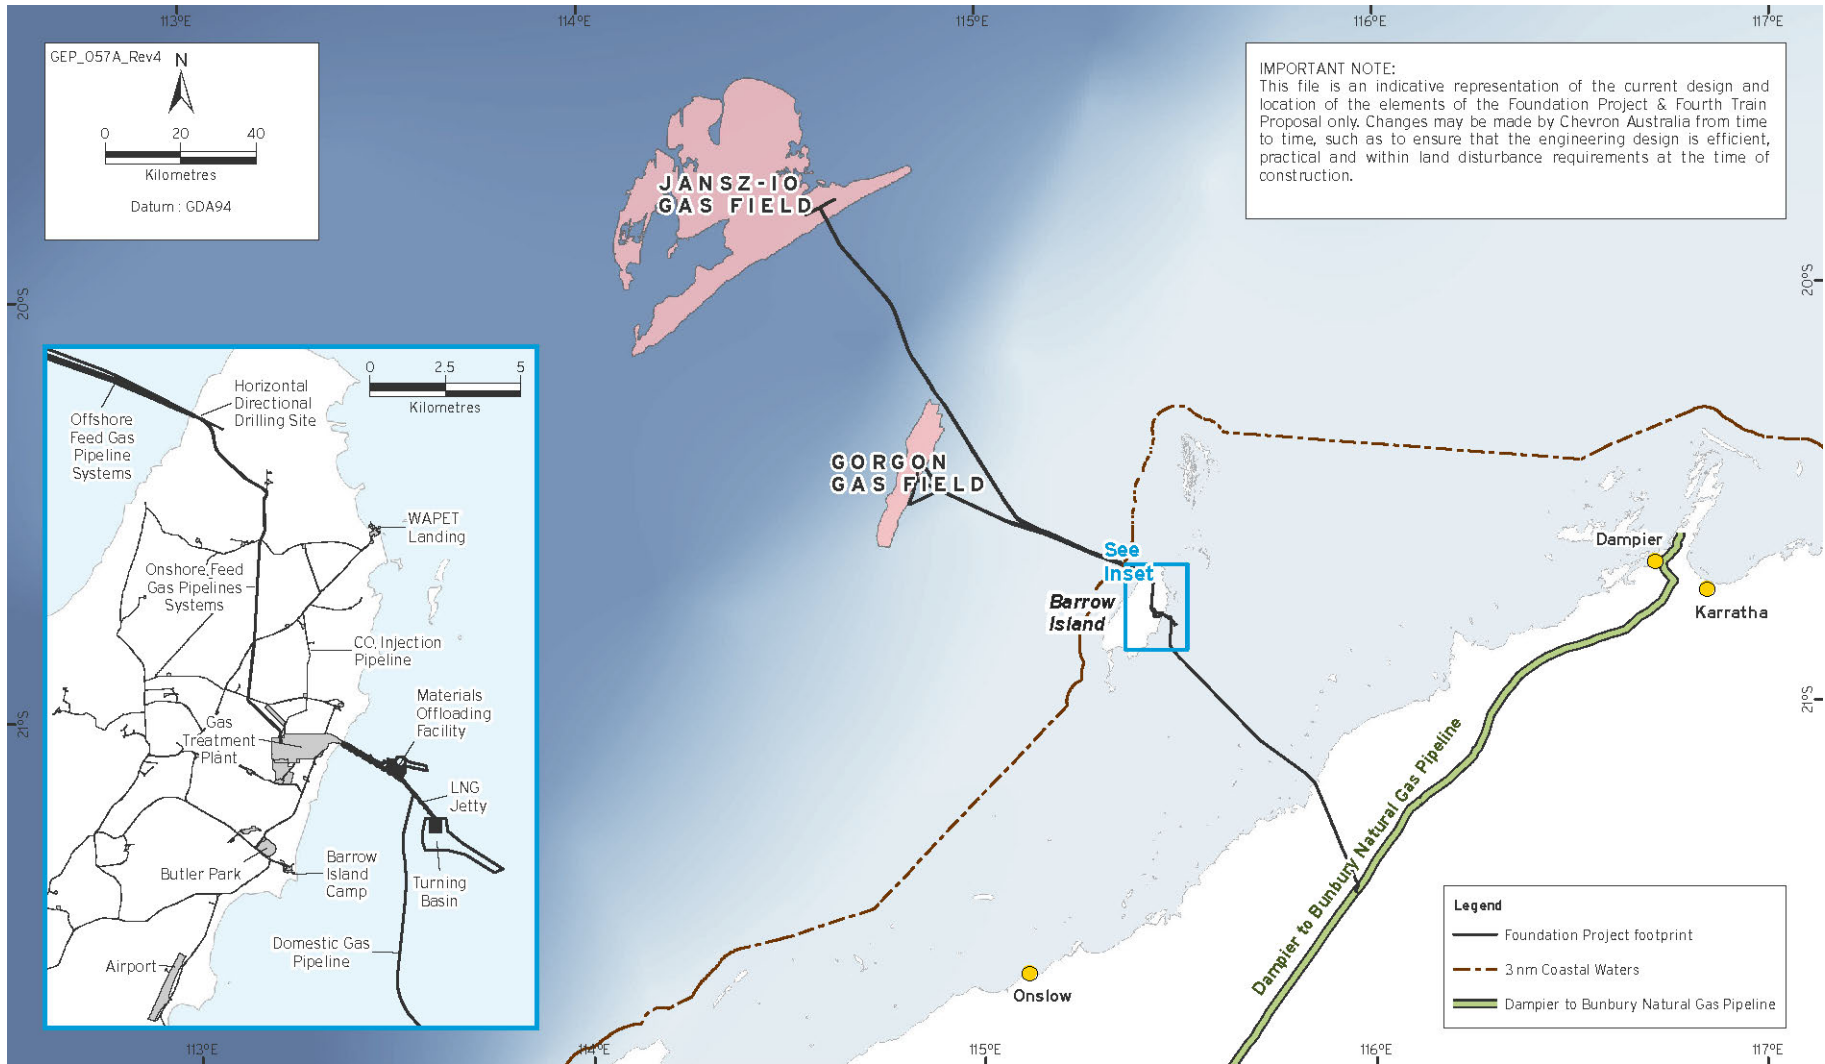 113°E
114°E
115°E
116°E
117°E
GEP_057A_Rev4
N
0 20 40
Kilometres
Datum : GDA94
IMPORTANT NOTE:
This file is an indicative representation of the current design and
location of the elements of the Foundation Project & Fourth Train
Proposal only. Changes may be made by Chevron Australia from time
to time, such as to ensure that the engineering design is efficient,
practical and within land disturbance requirements at the time of
construction.
JANSZ-IO
GAS FIELD
20°S
20°S
GORGON
GAS FIELD
See
Inset
Barrow
Island
Dampier
Karratha
21°S
21°S
Dampier to Bunbury Natural Gas Pipeline
Onslow
0 2.5 5
Kilometres
Horizontal
Directional
Drilling Site
Offshore
Feed Gas
Pipeline
Systems
WAPET
Landing
Onshore Feed
Gas Pipelines
Systems
CO2 Injection
Pipeline
Materials
Offloading
Facility
Gas
Treatment
Plant
LNG
Jetty
Butler Park
Barrow
Island
Camp
Turning
Basin
Domestic Gas
Pipeline
Airport
Legend
Foundation Project footprint
3 nm Coastal Waters
Dampier to Bunbury Natural Gas Pipeline
113°E
114°E
115°E
116°E
117°E